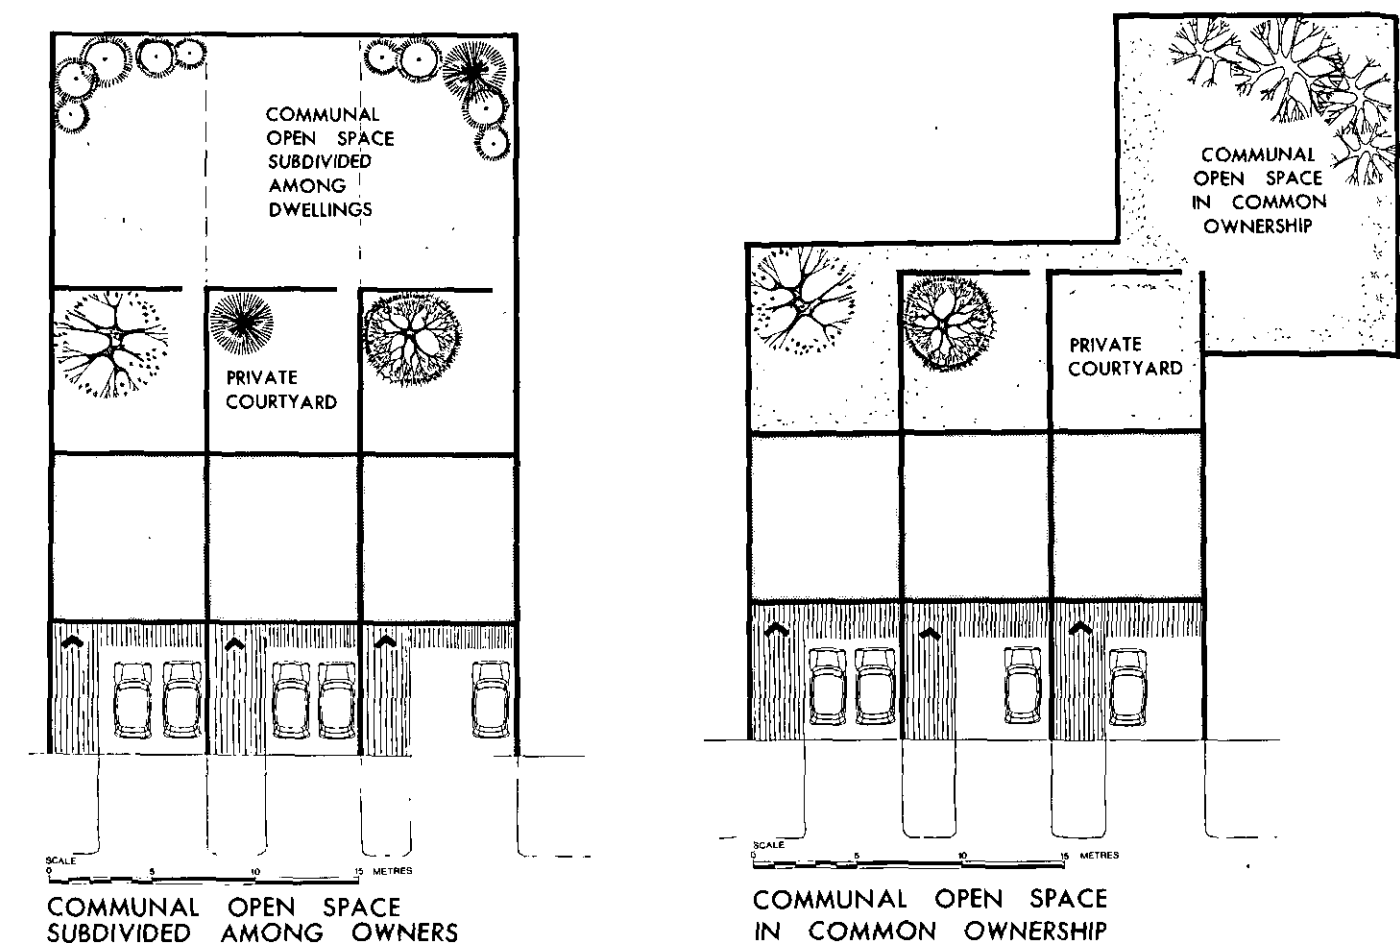 COMMUNAL
OPEN SPACE
SUBDIVIDED
AMONG
DWELLINGS
PRIVATE
COURTYARD
SCALE
0 5 10 15 METRES
COMMUNAL OPEN SPACE
SUBDIVIDED AMONG OWNERS
COMMUNAL
OPEN SPACE
IN COMMON
OWNERSHIP
PRIVATE
COURTYARD
SCALE
0 5 10 15 METRES
COMMUNAL OPEN SPACE
IN COMMON OWNERSHIP